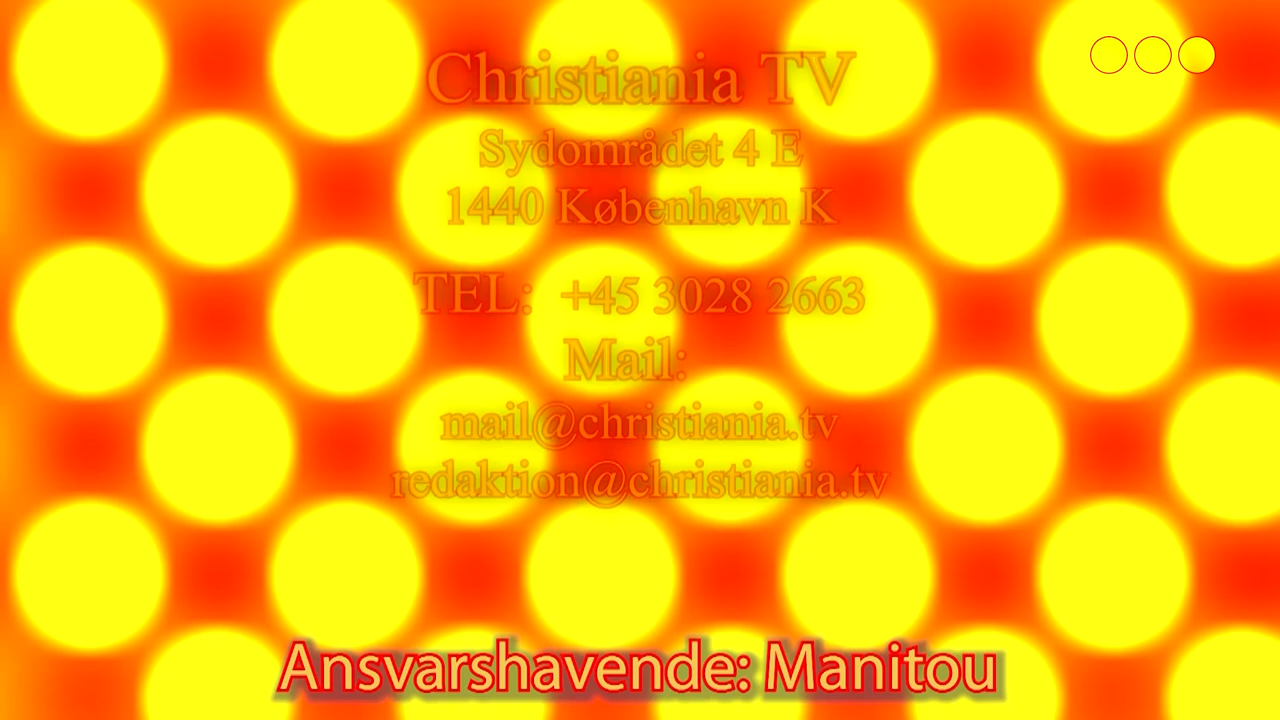 Christiania TV
Sydområdet 4 E
1440 København K
TEL: +45 3028 2663
Mail:
mail@christiania.tv
redaktion@christiania.tv
Ansvarshavende: Manitou